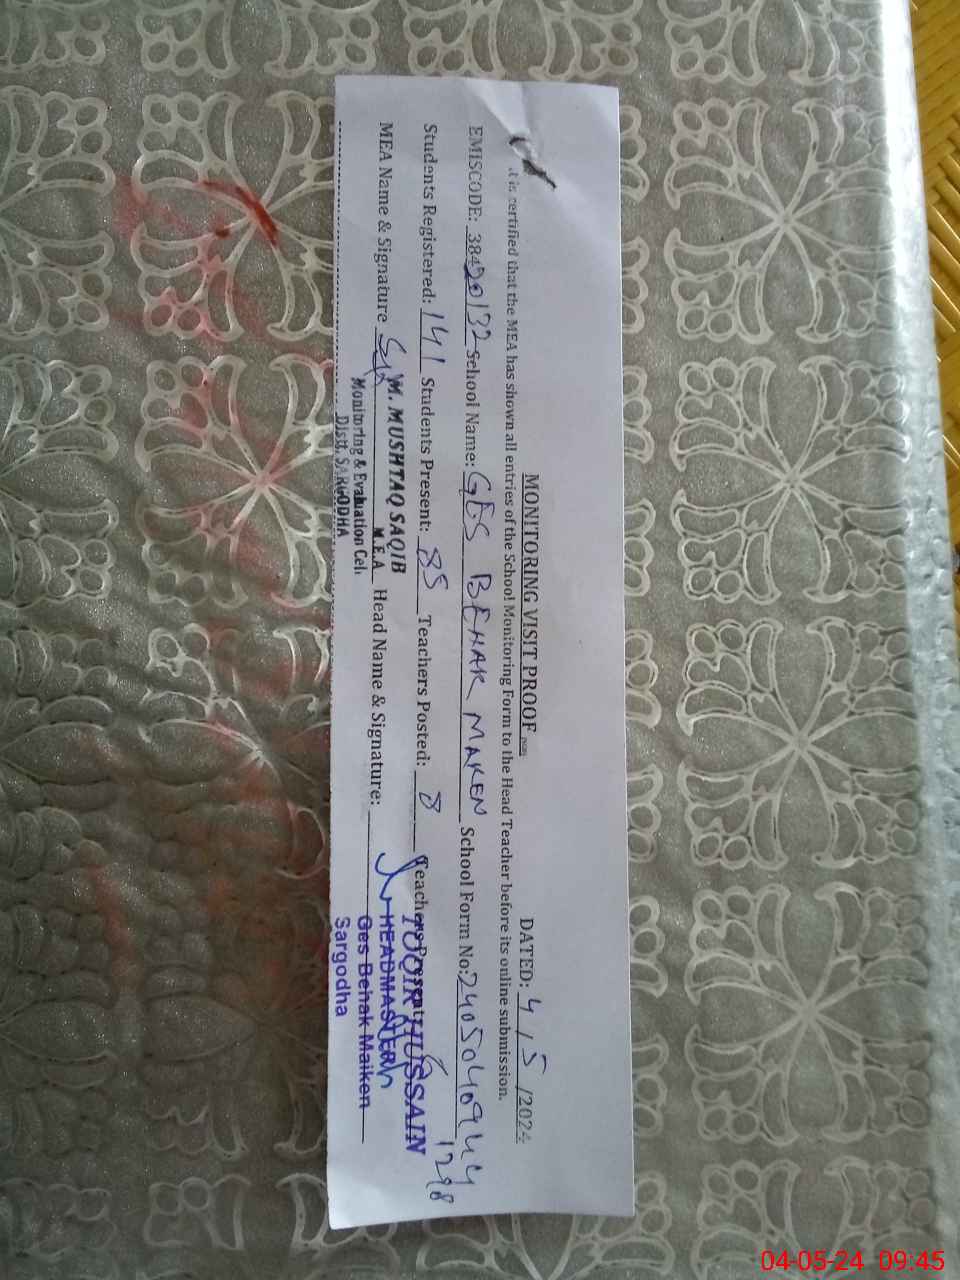 MONITORING VISIT PROOF
DATED: 4/5/2024
it is certified that the MEA has shown all entries of the School Monitoring Form to the Head Teacher before its online submission.
EMISCODE: 38420132 School Name: GES BEHAK MAKEN School Form No: 2405040944
1298
Students Registered: 141 Students Present: 85 Teachers Posted: 8 Teachers Present:
MEA Name & Signature Head Name & Signature:
M. MUSHTAQ SAQIB
M.E.A
Monitoring & Evaluation Cell
Distt. SARGODHA
TOQIR HUSSAIN
HEADMASTER
Ges Behak Maiken
Sargodha
04-05-24 09:45